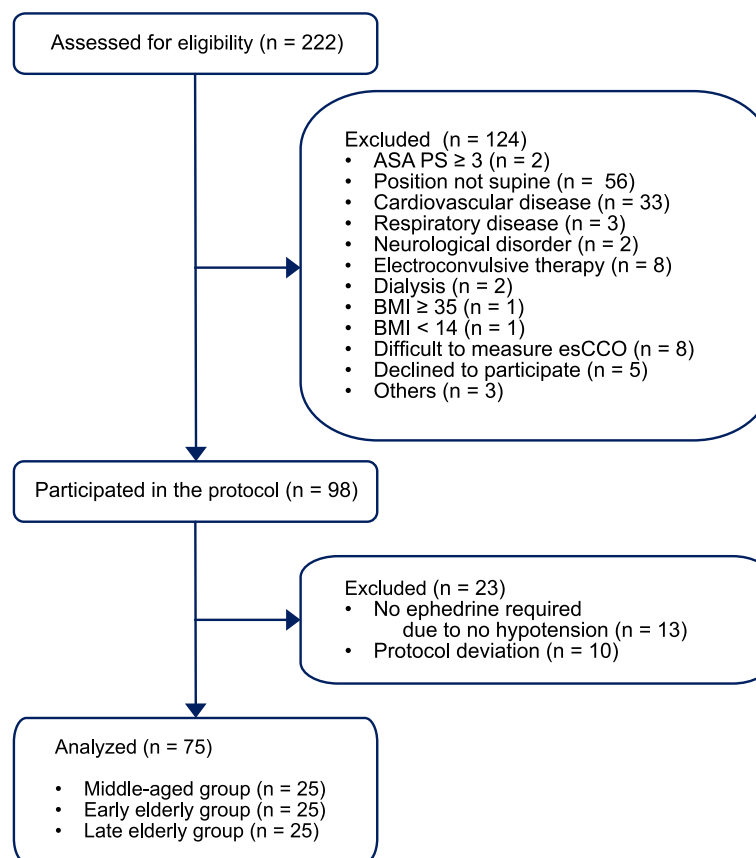 Assessed for eligibility (n = 222)
Excluded (n = 124)
• ASA PS ≥ 3 (n = 2)
• Position not supine (n = 56)
• Cardiovascular disease (n = 33)
• Respiratory disease (n = 3)
• Neurological disorder (n = 2)
• Electroconvulsive therapy (n = 8)
• Dialysis (n = 2)
• BMI ≥ 35 (n = 1)
• BMI < 14 (n = 1)
• Difficult to measure esCCO (n = 8)
• Declined to participate (n = 5)
• Others (n = 3)
Participated in the protocol (n = 98)
Excluded (n = 23)
• No ephedrine required
due to no hypotension (n = 13)
• Protocol deviation (n = 10)
Analyzed (n = 75)
• Middle-aged group (n = 25)
• Early elderly group (n = 25)
• Late elderly group (n = 25)